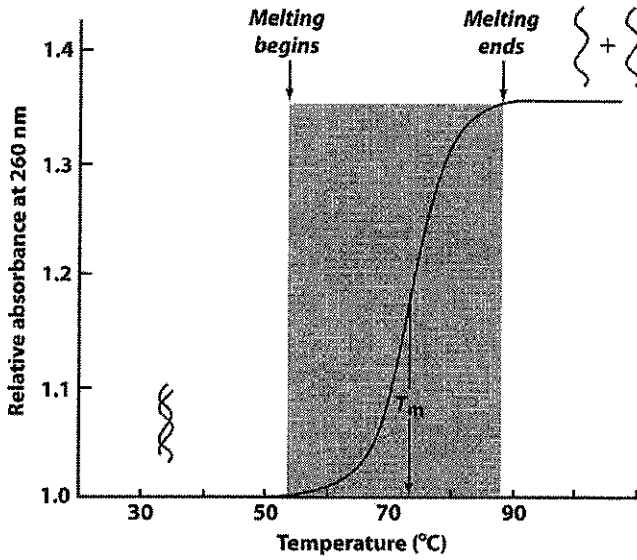 Melting
begins
Melting
ends
+
1.4
1.3
1.2
1.1
1.0
Relative absorbance at 260 nm
Tm
30
50
70
90
Temperature (°C)